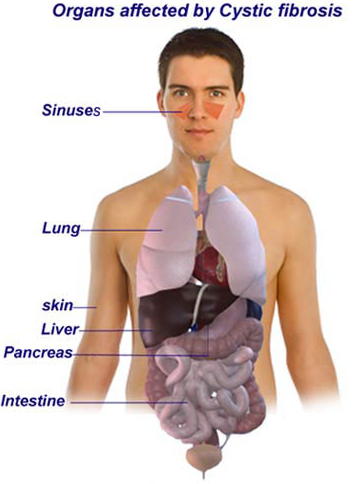 Organs affected by Cystic fibrosis
Sinuses
Lung
skin
Liver
Pancreas
Intestine